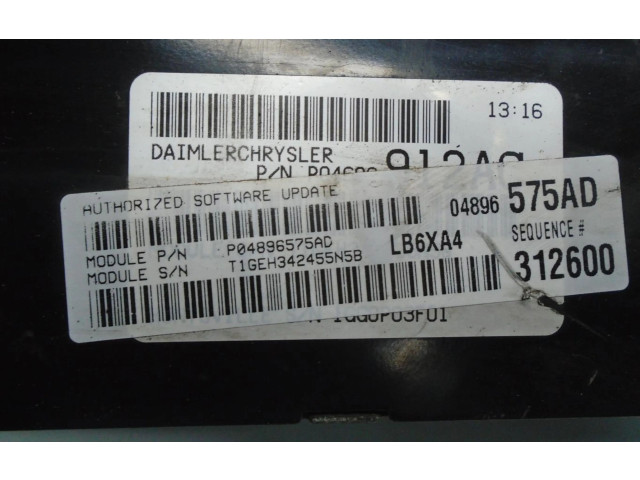 13:16
DAIMLERCHRYSLER
P/N
AUTHORIZED SOFTWARE UPDATE
04896 575AD
MODULE P/N P04896575AD LB6XA4 SEQUENCE #
MODULE S/N T1GEH342455N5B 312600